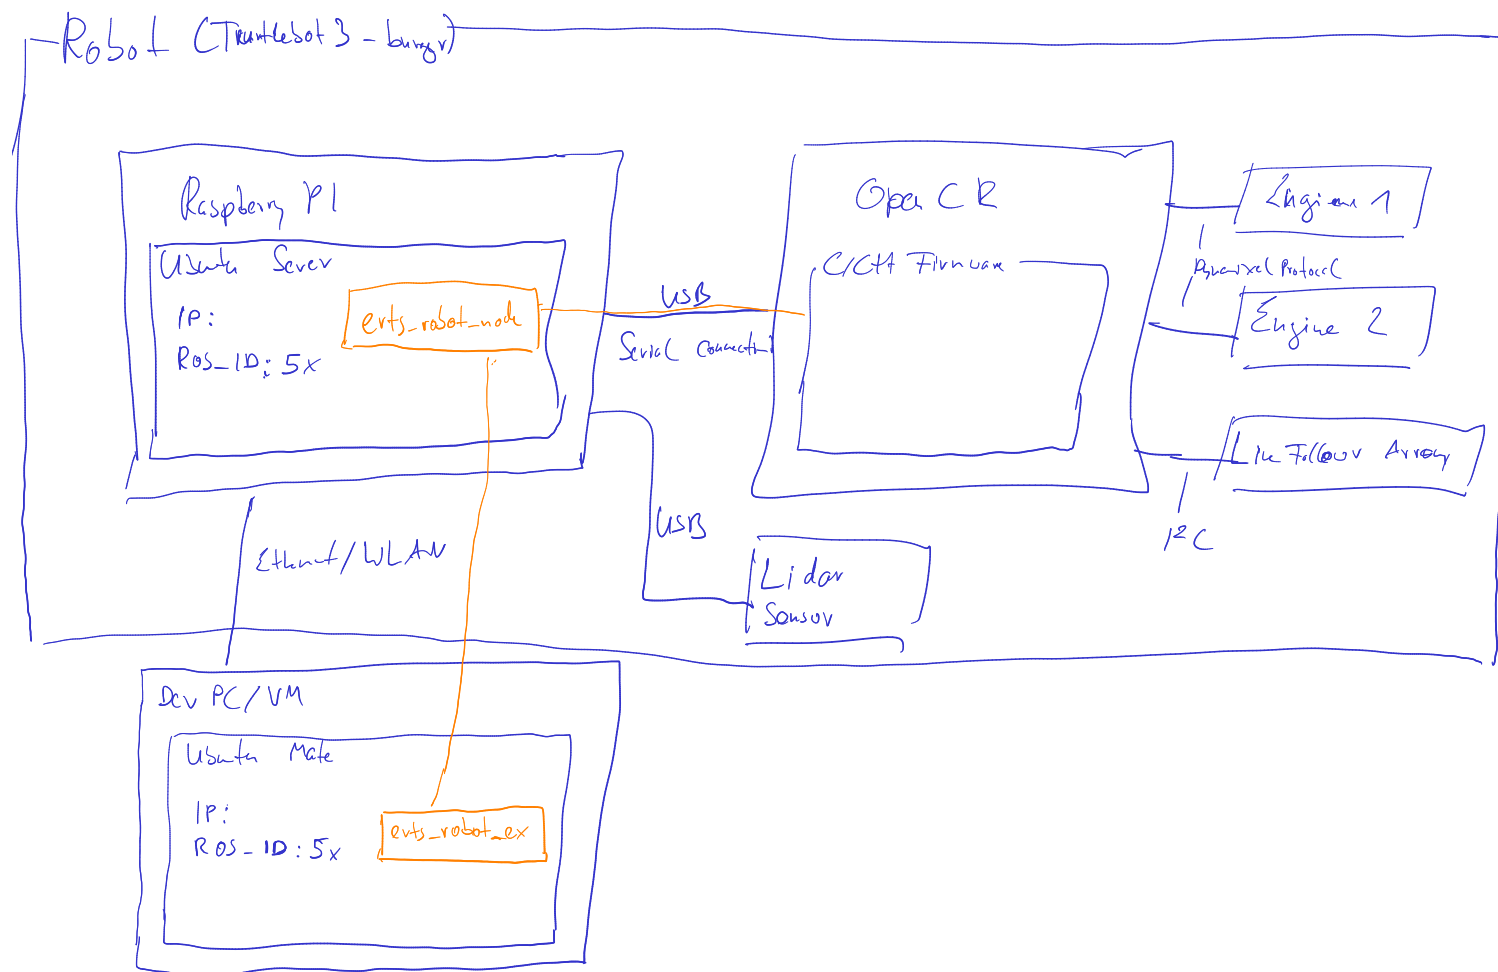 Robot (Truntlebot 3 - burger)
Raspberry PI
Ubuntu Server
IP:
ROS_ID: 5x
erts_robot_node
USB
Serial Connection
Open CR
C/C++ Firmware
Engine 1
Dynamixel Protocol
Engine 2
Line Follower Array
I²C
USB
Lidar
Sensor
Ethernet/WLAN
Dev PC/VM
Ubuntu Mate
IP:
ROS_ID: 5x
erts_robot_ex